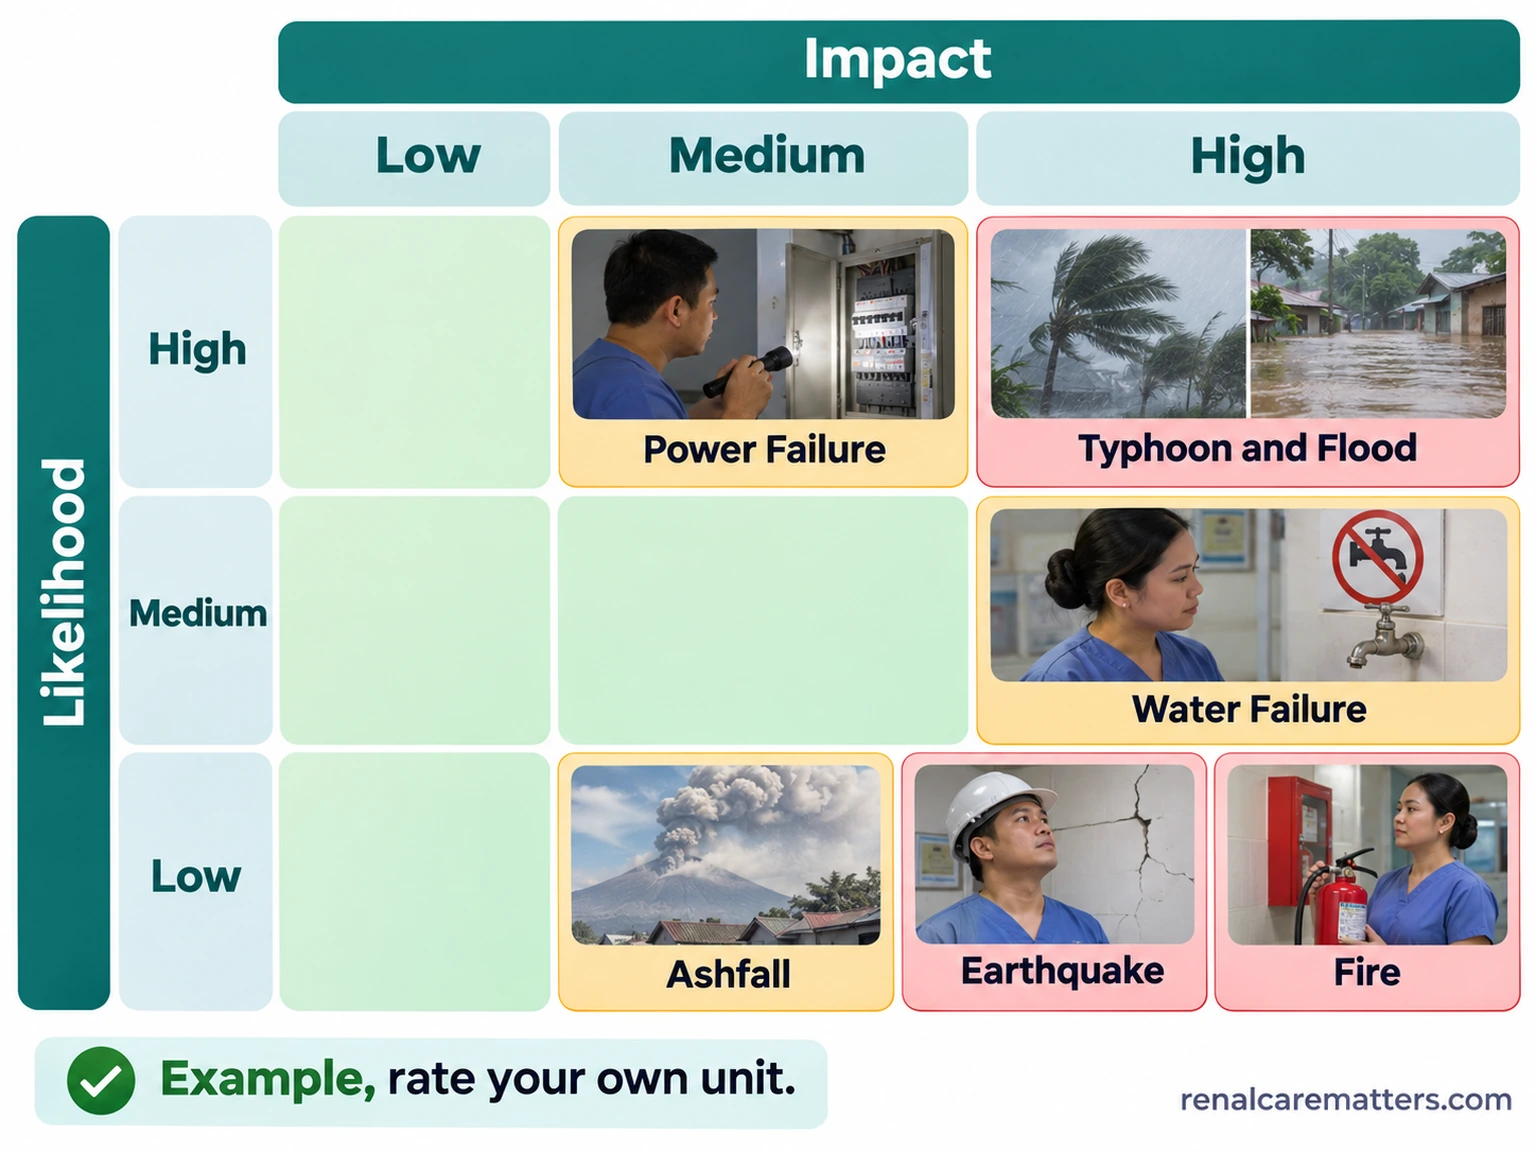 Impact
Low
Medium
High
Likelihood
High
Power Failure
Typhoon and Flood
Medium
Water Failure
Low
Ashfall
Earthquake
Fire
Example, rate your own unit.
renalcarematters.com